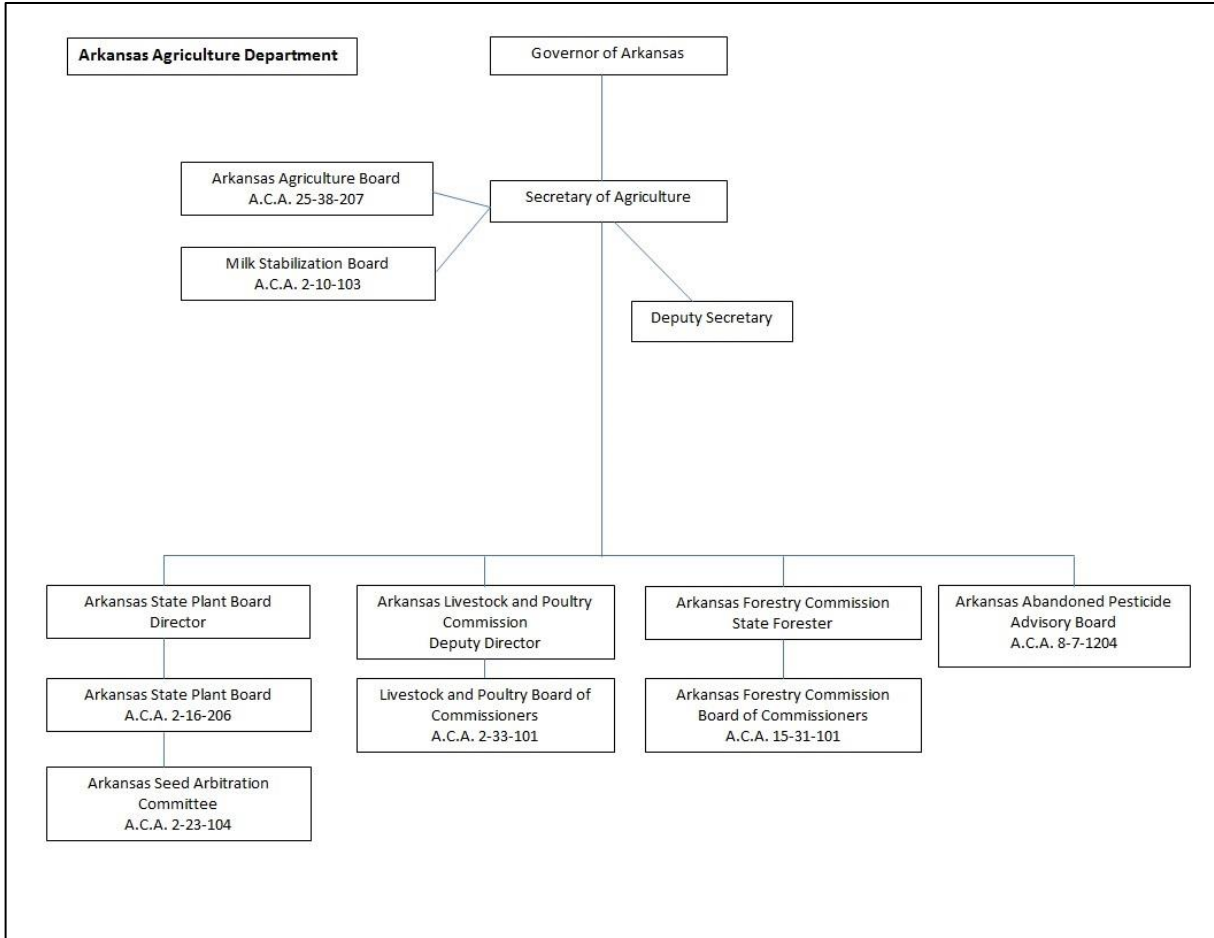 Arkansas Agriculture Department
Governor of Arkansas
Arkansas Agriculture Board
A.C.A. 25-38-207
Secretary of Agriculture
Milk Stabilization Board
A.C.A. 2-10-103
Deputy Secretary
Arkansas State Plant Board
Director
Arkansas Livestock and Poultry
Commission
Deputy Director
Arkansas Forestry Commission
State Forester
Arkansas Abandoned Pesticide
Advisory Board
A.C.A. 8-7-1204
Arkansas State Plant Board
A.C.A. 2-16-206
Livestock and Poultry Board of
Commissioners
A.C.A. 2-33-101
Arkansas Forestry Commission
Board of Commissioners
A.C.A. 15-31-101
Arkansas Seed Arbitration
Committee
A.C.A. 2-23-104